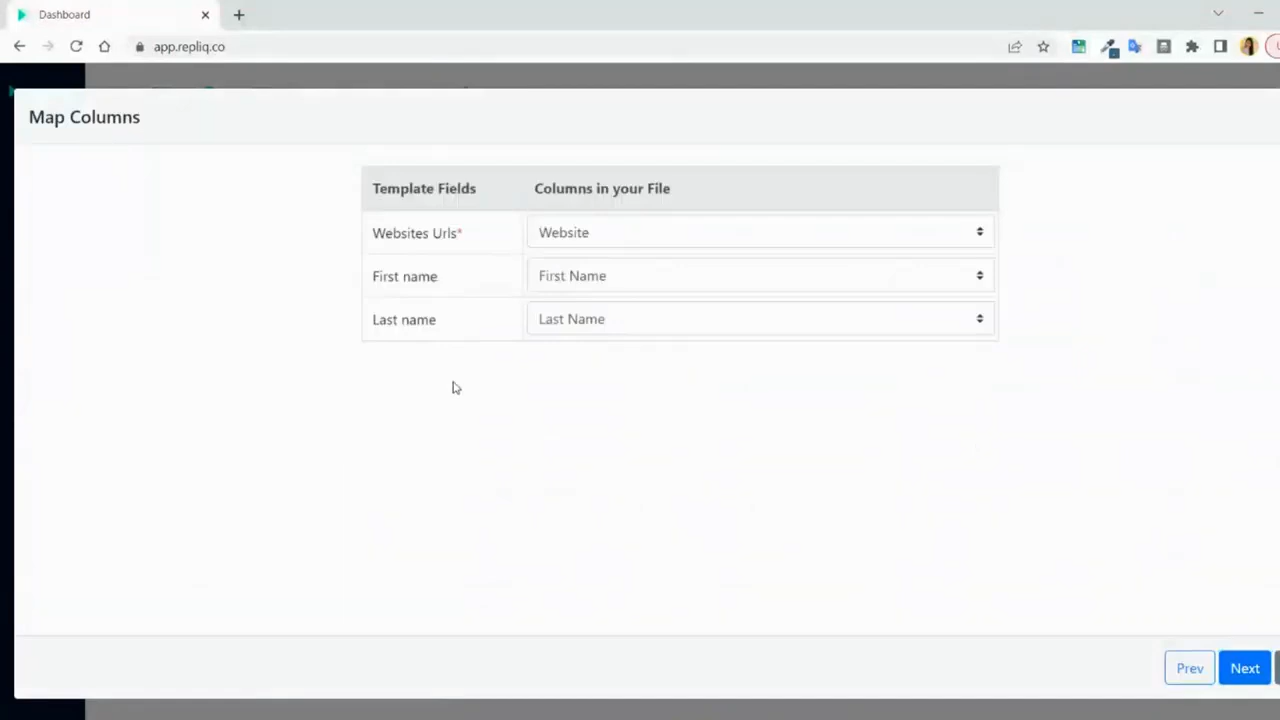 Dashboard
app.repliq.co
Map Columns
Template Fields Columns in your File
Websites Urls* Website
First name First Name
Last name Last Name
Prev Next